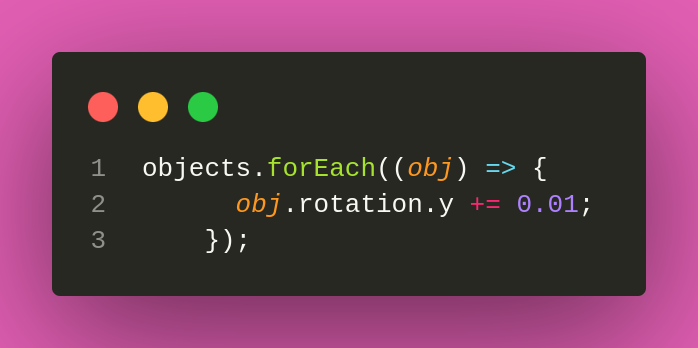 1 objects.forEach((obj) => {
2 obj.rotation.y += 0.01;
3 });